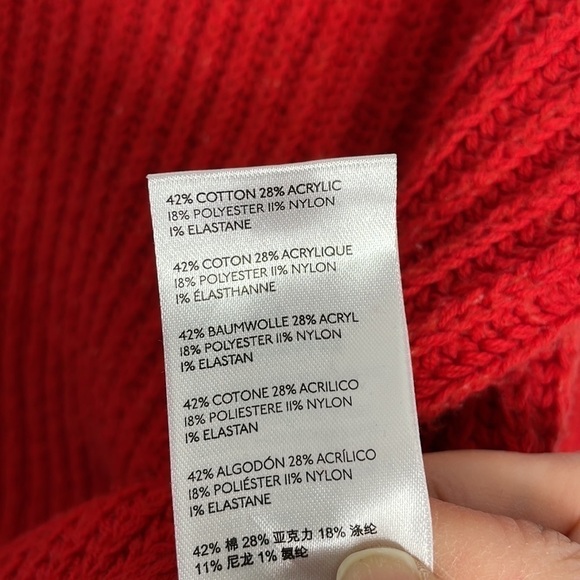 42% COTTON 28% ACRYLIC
18% POLYESTER 11% NYLON
1% ELASTANE
42% COTON 28% ACRYLIQUE
18% POLYESTER 11% NYLON
1% ÉLASTHANNE
42% BAUMWOLLE 28% ACRYL
18% POLYESTER 11% NYLON
1% ELASTAN
42% COTONE 28% ACRILICO
18% POLIESTERE 11% NYLON
1% ELASTAN
42% ALGODÓN 28% ACRÍLICO
18% POLIÉSTER 11% NYLON
1% ELASTANE
42% 棉 28% 亚克力 18% 涤纶
11% 尼龙 1% 氨纶